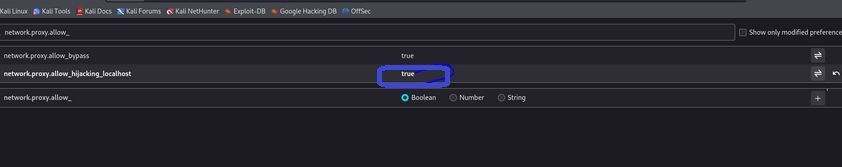 Kali Linux Kali Tools Kali Docs Kali Forums Kali NetHunter Exploit-DB Google Hacking DB OffSec
network.proxy.allow_ Show only modified preference
network.proxy.allow_bypass true
network.proxy.allow_hijacking_localhost true
network.proxy.allow_ Boolean Number String